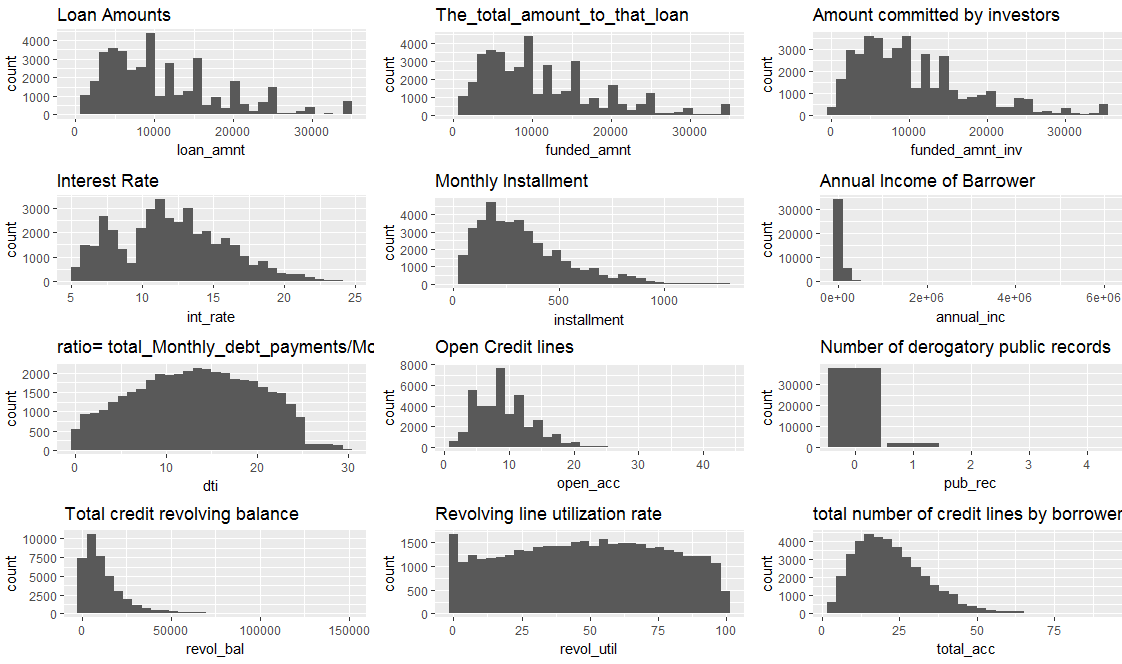 Loan Amounts
count
4000
3000
2000
1000
0
0 10000 20000 30000
loan_amnt
The_total_amount_to_that_loan
count
4000
3000
2000
1000
0
0 10000 20000 30000
funded_amnt
Amount committed by investors
count
3000
2000
1000
0
0 10000 20000 30000
funded_amnt_inv
Interest Rate
count
3000
2000
1000
0
5 10 15 20 25
int_rate
Monthly Installment
count
4000
3000
2000
1000
0
0 500 1000
installment
Annual Income of Barrower
count
30000
20000
10000
0
0e+00 2e+06 4e+06 6e+06
annual_inc
ratio= total_Monthly_debt_payments/Mo
count
2000
1500
1000
500
0
0 10 20 30
dti
Open Credit lines
count
8000
6000
4000
2000
0
0 10 20 30 40
open_acc
Number of derogatory public records
count
30000
20000
10000
0
0 1 2 3 4
pub_rec
Total credit revolving balance
count
10000
7500
5000
2500
0
0 50000 100000 150000
revol_bal
Revolving line utilization rate
count
1500
1000
500
0
0 25 50 75 100
revol_util
total number of credit lines by borrower
count
4000
3000
2000
1000
0
0 25 50 75
total_acc